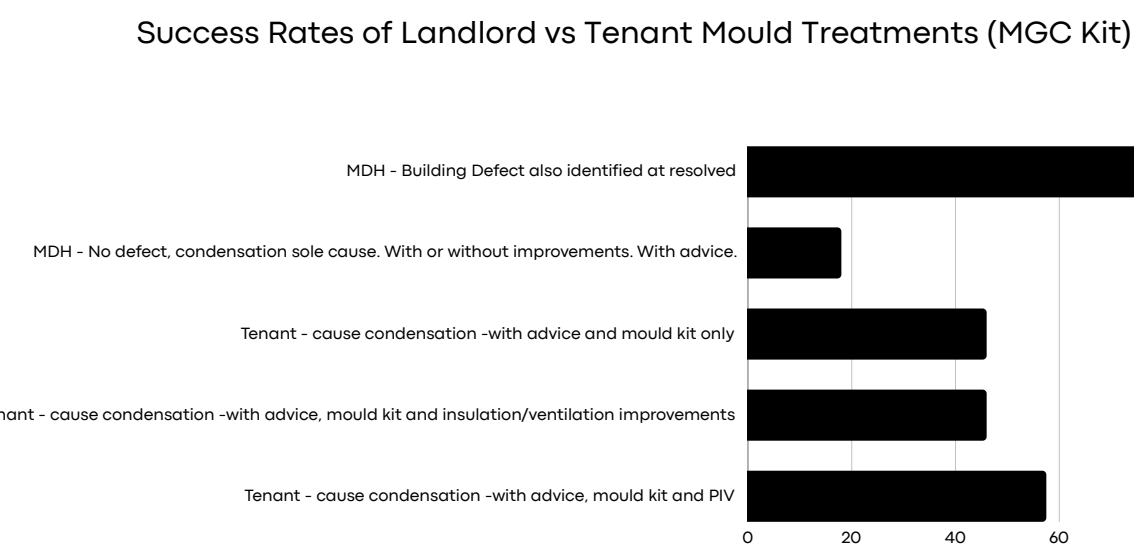 Success Rates of Landlord vs Tenant Mould Treatments (MGC Kit)
MDH - Building Defect also identified at resolved
MDH - No defect, condensation sole cause. With or without improvements. With advice.
Tenant - cause condensation -with advice and mould kit only
nant - cause condensation -with advice, mould kit and insulation/ventilation improvements
Tenant - cause condensation -with advice, mould kit and PIV
0 20 40 60